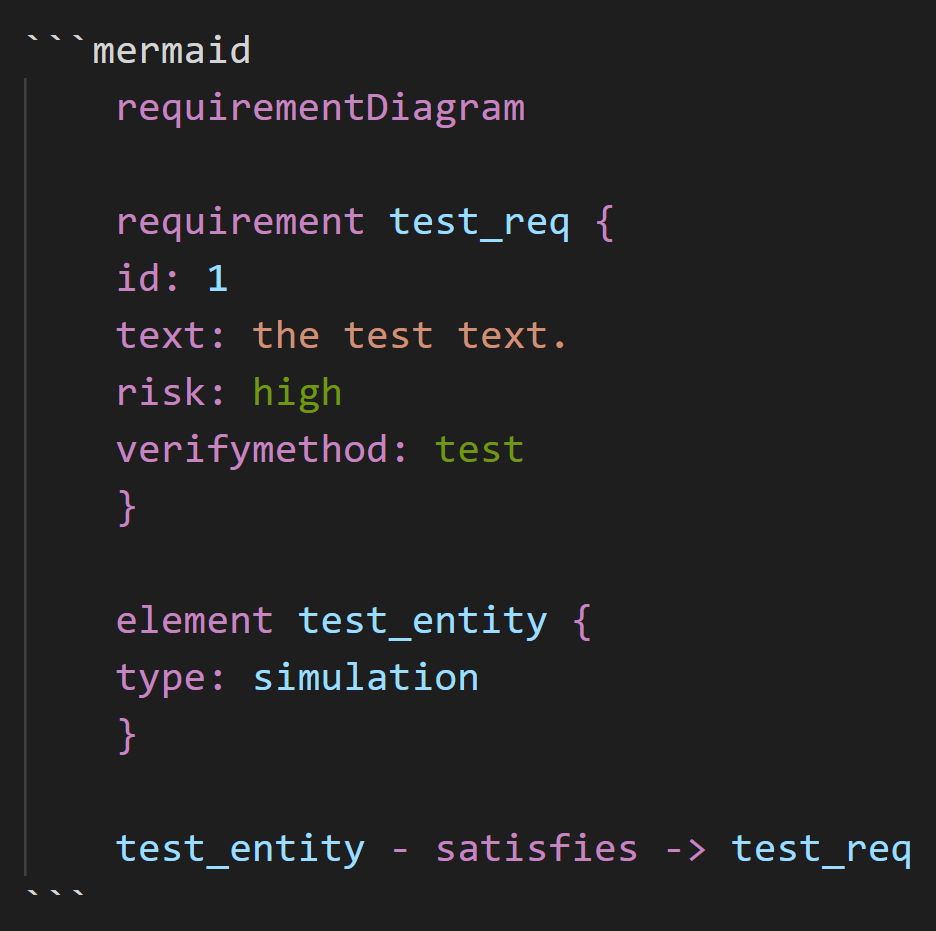 ```mermaid
requirementDiagram
requirement test_req {
id: 1
text: the test text.
risk: high
verifymethod: test
}
element test_entity {
type: simulation
}
test_entity - satisfies -> test_req
```